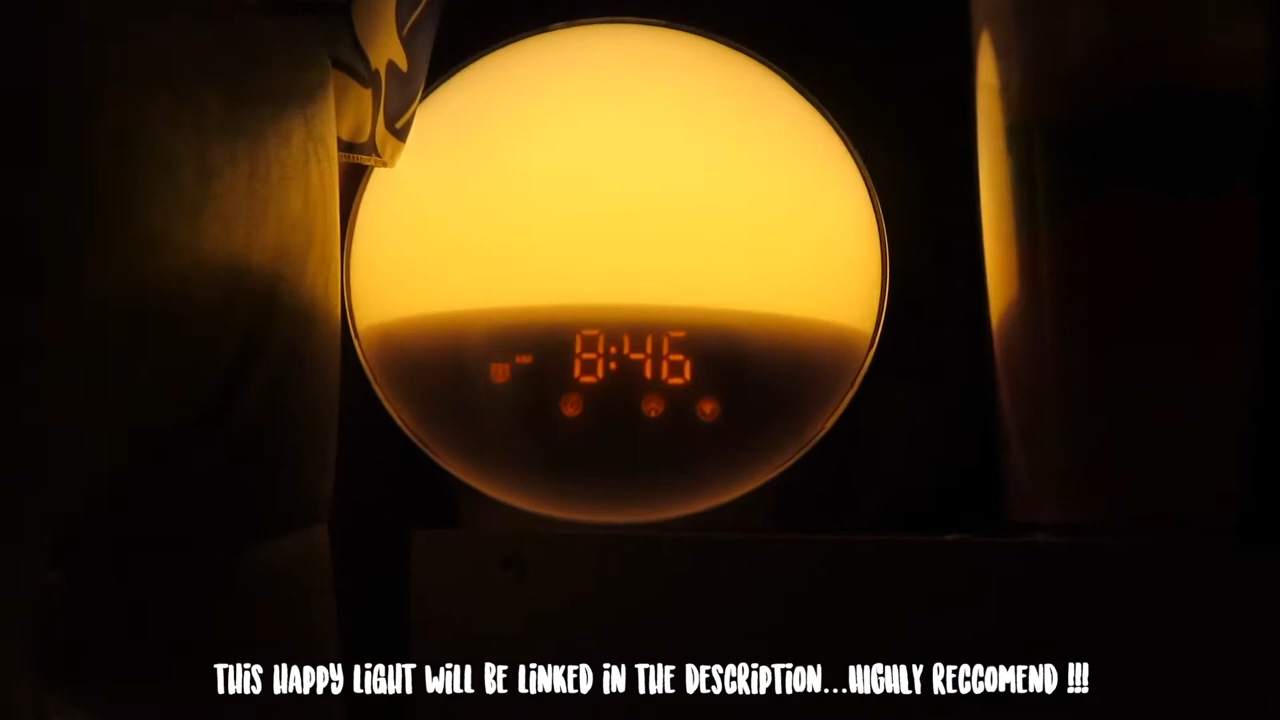 8:46
THIS HAPPY LIGHT WILL BE LINKED IN THE DESCRIPTION...HIGHLY RECCOMEND !!!